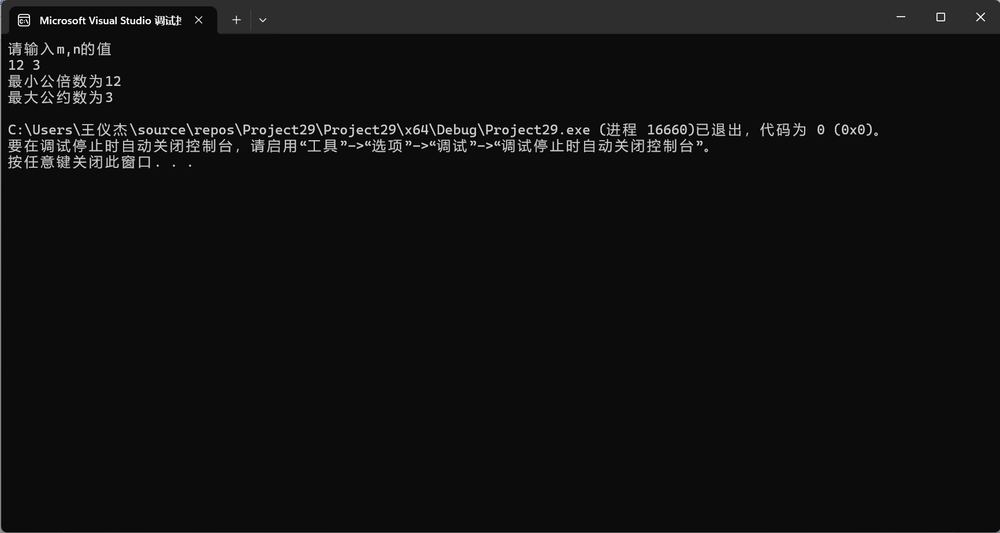 Microsoft Visual Studio 调试
请输入m,n的值
12 3
最小公倍数为12
最大公约数为3
C:\Users\王仪杰\source\repos\Project29\Project29\x64\Debug\Project29.exe (进程 16660)已退出，代码为 0 (0x0)。
要在调试停止时自动关闭控制台，请启用“工具”->“选项”->“调试”->“调试停止时自动关闭控制台”。
按任意键关闭此窗口. . .